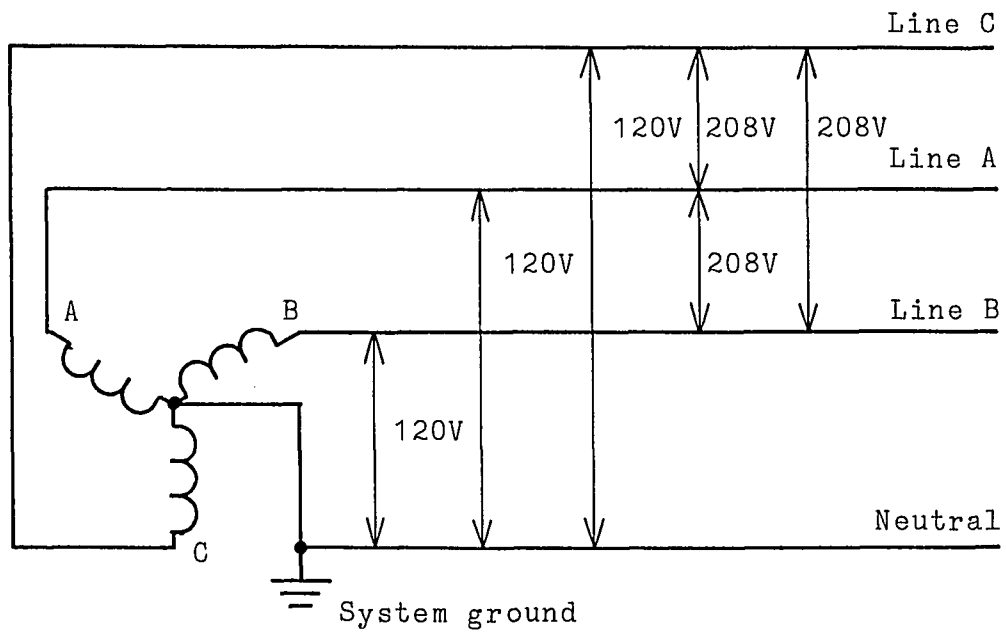 Line C
120V
208V
208V
Line A
120V
208V
A
B
Line B
120V
Neutral
C
System ground